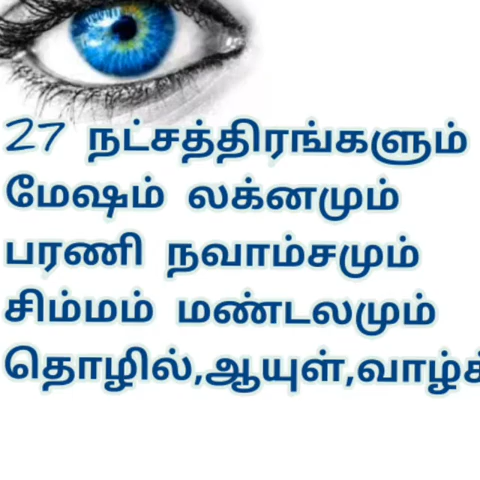 27 நட்சத்திரங்களும்
மேஷம் லக்னமும்
பரணி நவாம்சமும்
சிம்மம் மண்டலமும்
தொழில்,ஆயுள்,